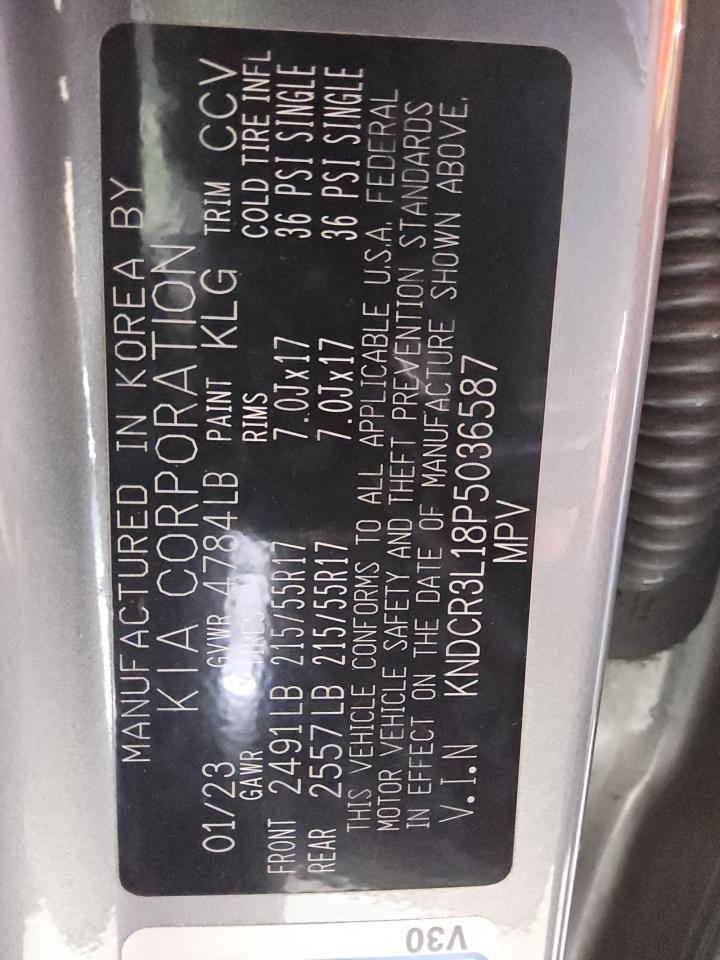 MANUFACTURED IN KOREA BY
KIA CORPORATION
01/23 GVWR 4784LB PAINT KLG TRIM CCV
GAWR TIRES RIMS COLD TIRE INFL
FRONT 2491LB 215/55R17 7.0Jx17 36 PSI SINGLE
REAR 2557LB 215/55R17 7.0Jx17 36 PSI SINGLE
THIS VEHICLE CONFORMS TO ALL APPLICABLE U.S.A. FEDERAL
MOTOR VEHICLE SAFETY AND THEFT PREVENTION STANDARDS
IN EFFECT ON THE DATE OF MANUFACTURE SHOWN ABOVE.
V.I.N KNDCR3L18P5036587
MPV
V30